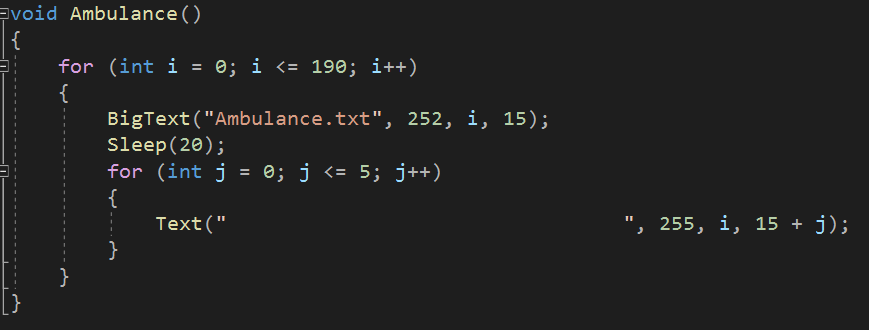 void Ambulance()
{
    for (int i = 0; i <= 190; i++)
    {
        BigText("Ambulance.txt", 252, i, 15);
        Sleep(20);
        for (int j = 0; j <= 5; j++)
        {
            Text("                                 ", 255, i, 15 + j);
        }
    }
}